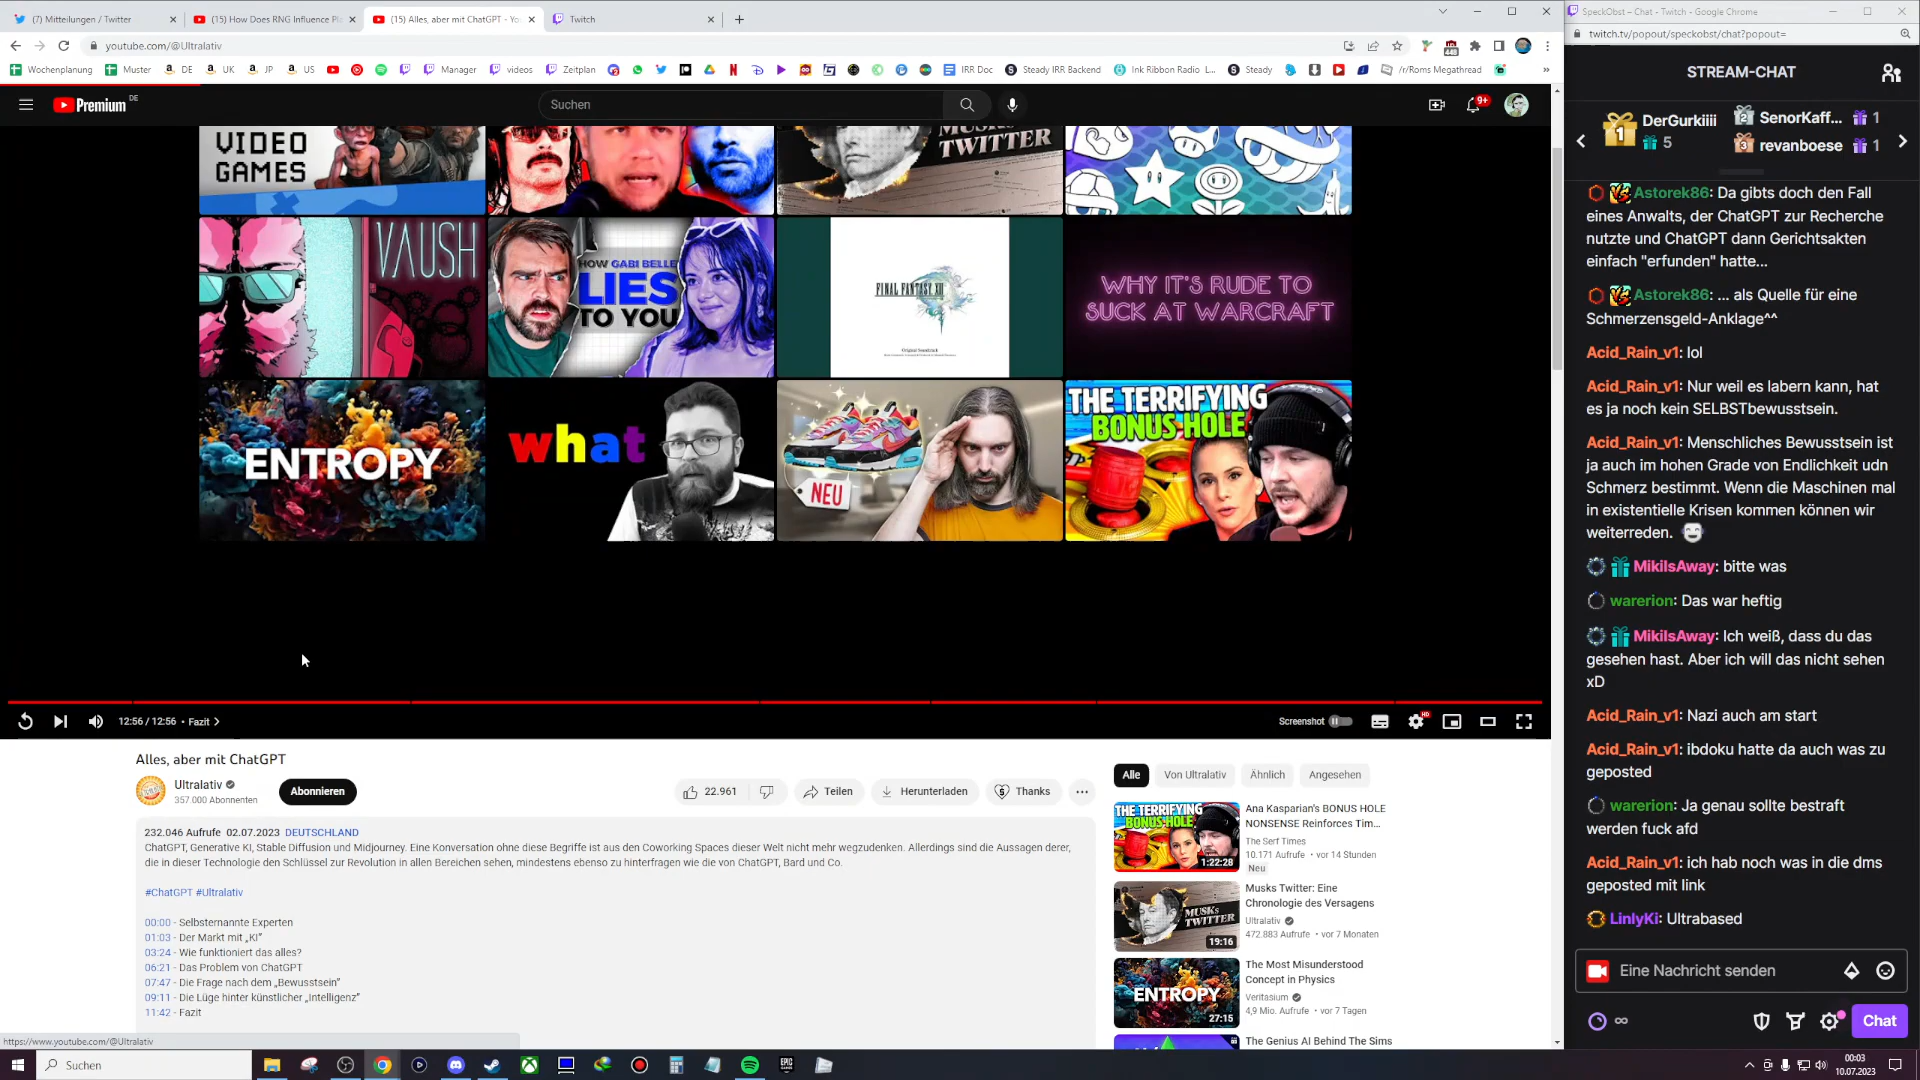 (7) Mitteilungen / Twitter
(15) How Does RNG Influence Pl
(15) Alles, aber mit ChatGPT - Yo
Twitch
SpeckObst – Chat - Twitch - Google Chrome
youtube.com/@Ultralativ
twitch.tv/popout/speckobst/chat?popout=
Wochenplanung
Muster
DE
UK
JP
US
Manager
videos
Zeitplan
IRR Doc
Steady IRR Backend
Ink Ribbon Radio L...
Steady
/r/Roms Megathread
Premium DE
Suchen
9+
VIDEO
GAMES
MUSKs
TWITTER
VAUSH
HOW GABI BELLE
LIES
TO YOU
FINAL FANTASY XIII
Original Soundtrack
WHY IT'S RUDE TO
SUCK AT WARCRAFT
ENTROPY
what
NEU
THE TERRIFYING
BONUS HOLE
12:56 / 12:56 • Fazit
Screenshot
HD
Alles, aber mit ChatGPT
Ultralativ
357 000 Abonnenten
Abonnieren
22.961
Teilen
Herunterladen
Thanks
232.046 Aufrufe 02.07.2023 DEUTSCHLAND
ChatGPT, Generative KI, Stable Diffusion und Midjourney. Eine Konversation ohne diese Begriffe ist aus den Coworking Spaces dieser Welt nicht mehr wegzudenken. Allerdings sind die Aussagen derer,
die in dieser Technologie den Schlüssel zur Revolution in allen Bereichen sehen, mindestens ebenso zu hinterfragen wie die von ChatGPT, Bard und Co.
#ChatGPT #Ultralativ
00:00 - Selbsternannte Experten
01:03 - Der Markt mit „KI”
03:24 - Wie funktioniert das alles?
06:21 - Das Problem von ChatGPT
07:47 - Die Frage nach dem „Bewusstsein”
09:11 - Die Lüge hinter künstlicher „Intelligenz”
11:42 - Fazit
https://www.youtube.com/@Ultralativ
Alle
Von Ultralativ
Ähnlich
Angesehen
THE TERRIFYING
BONUS HOLE
1:22:28
Ana Kasparian's BONUS HOLE
NONSENSE Reinforces Tim...
The Serf Times
10.171 Aufrufe • vor 14 Stunden
Neu
MUSKs
TWITTER
19:16
Musks Twitter: Eine
Chronologie des Versagens
Ultralativ
472.883 Aufrufe • vor 7 Monaten
ENTROPY
27:15
The Most Misunderstood
Concept in Physics
Veritasium
4,9 Mio. Aufrufe • vor 7 Tagen
The Genius AI Behind The Sims
STREAM-CHAT
1 DerGurkiiii
5
2 SenorKaff... 1
3 revanboese 1
Astorek86: Da gibts doch den Fall
eines Anwalts, der ChatGPT zur Recherche
nutzte und ChatGPT dann Gerichtsakten
einfach "erfunden" hatte...
Astorek86: ... als Quelle für eine
Schmerzensgeld-Anklage^^
Acid_Rain_v1: lol
Acid_Rain_v1: Nur weil es labern kann, hat
es ja noch kein SELBSTbewusstsein.
Acid_Rain_v1: Menschliches Bewusstsein ist
ja auch im hohen Grade von Endlichkeit udn
Schmerz bestimmt. Wenn die Maschinen mal
in existentielle Krisen kommen können wir
weiterreden.
MikiIsAway: bitte was
warerion: Das war heftig
MikiIsAway: Ich weiß, dass du das
gesehen hast. Aber ich will das nicht sehen
xD
Acid_Rain_v1: Nazi auch am start
Acid_Rain_v1: ibdoku hatte da auch was zu
geposted
warerion: Ja genau sollte bestraft
werden fuck afd
Acid_Rain_v1: ich hab noch was in die dms
geposted mit link
LinlyKi: Ultrabased
Eine Nachricht senden
∞
Chat
Suchen
EPIC
GAMES
00:03
10.07.2023